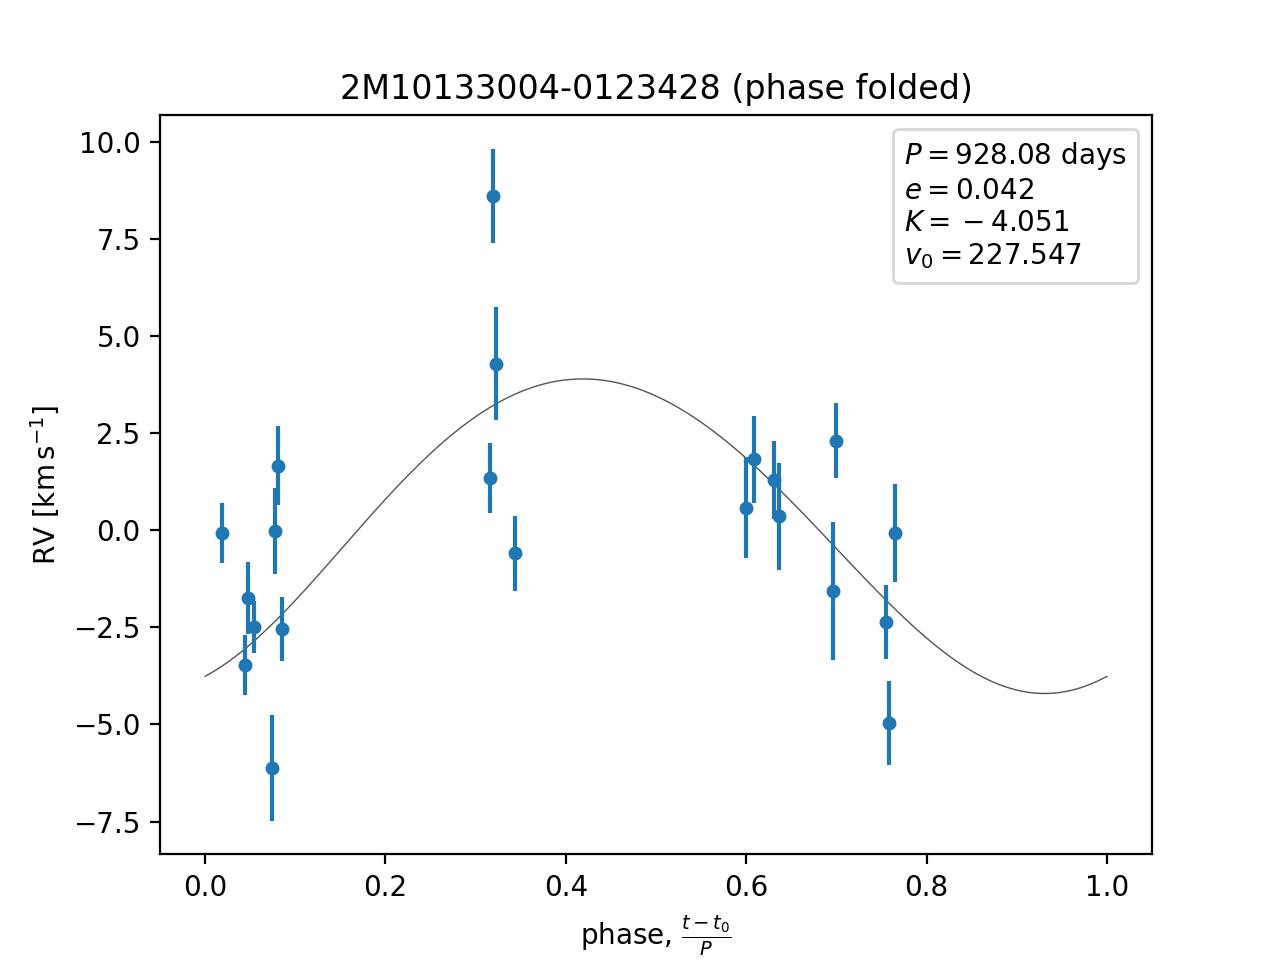 2M10133004-0123428 (phase folded)
P = 928.08 days
e = 0.042
K = − 4.051
v₀ = 227.547
RV [km s⁻¹]
10.0
7.5
5.0
2.5
0.0
−2.5
−5.0
−7.5
0.0 0.2 0.4 0.6 0.8 1.0
phase, (t − t₀)/P